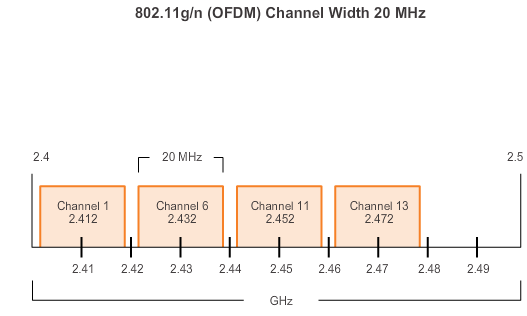 802.11g/n (OFDM) Channel Width 20 MHz
2.4
20 MHz
2.5
Channel 1
2.412
Channel 6
2.432
Channel 11
2.452
Channel 13
2.472
2.41
2.42
2.43
2.44
2.45
2.46
2.47
2.48
2.49
GHz